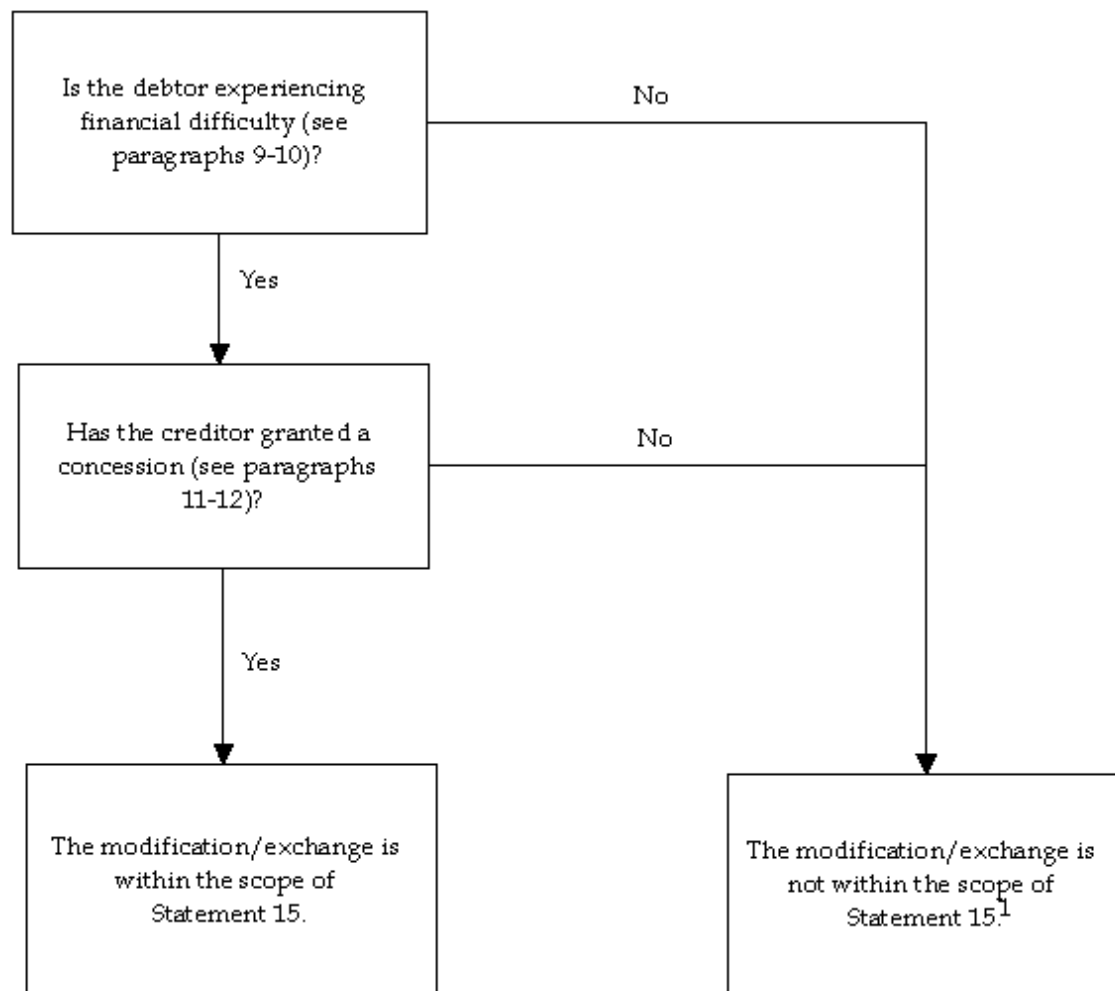 Is the debtor experiencing
financial difficulty (see
paragraphs 9-10)?
No
Yes
Has the creditor granted a
concession (see paragraphs
11-12)?
No
Yes
The modification/exchange is
within the scope of
Statement 15.
The modification/exchange is
not within the scope of
Statement 15.1